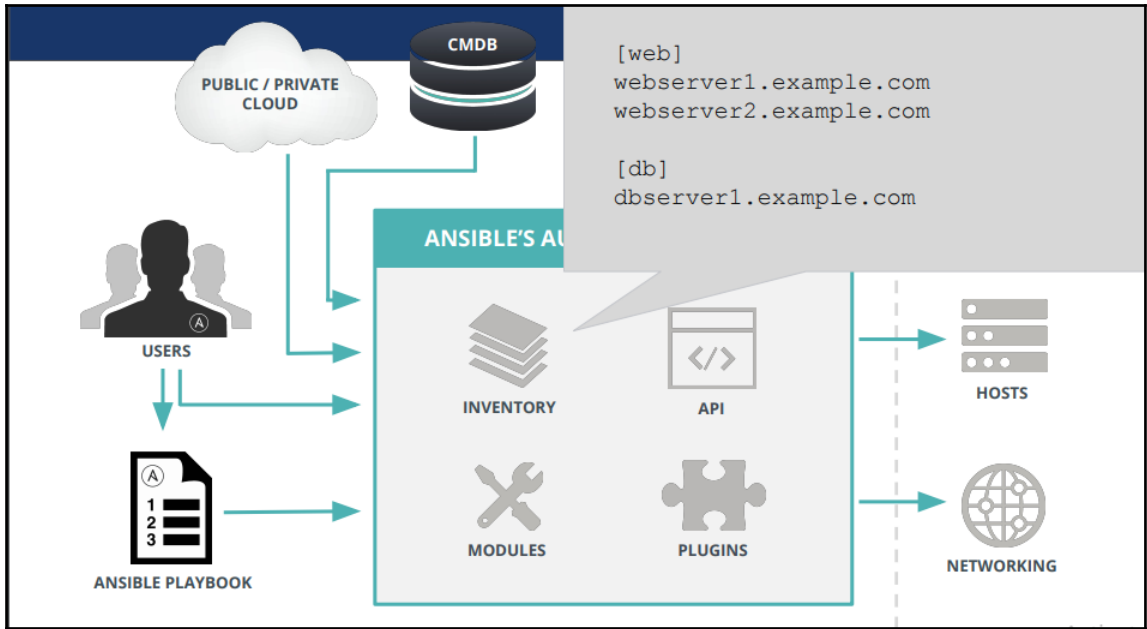 PUBLIC / PRIVATE
CLOUD
CMDB
[web]
webserver1.example.com
webserver2.example.com
[db]
dbserver1.example.com
ANSIBLE'S
USERS
INVENTORY
API
HOSTS
A
1
2
3
MODULES
PLUGINS
NETWORKING
ANSIBLE PLAYBOOK